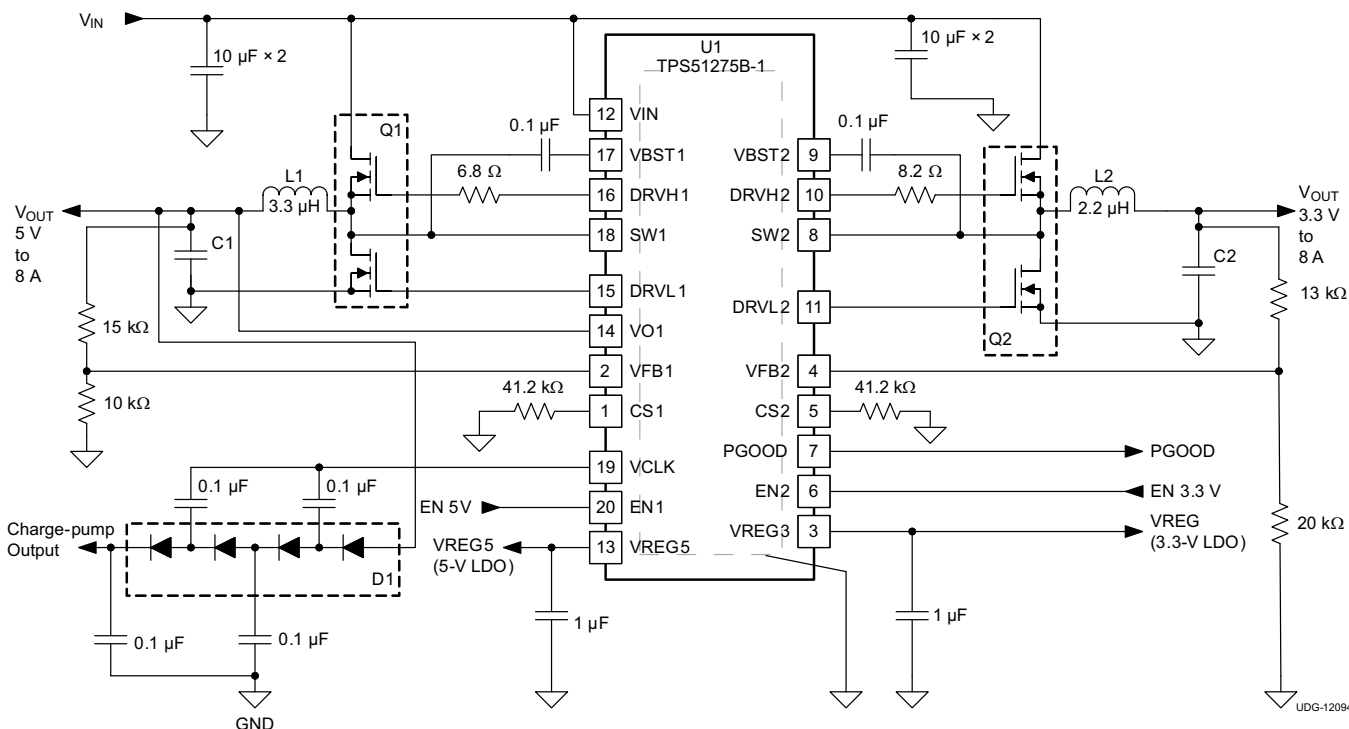 VIN
10 µF × 2
U1
TPS51275B-1
10 µF × 2
12 VIN
Q1
0.1 µF
17 VBST1
0.1 µF
VBST2 9
6.8 Ω
16 DRVH1
8.2 Ω
DRVH2 10
L1
3.3 µH
L2
2.2 µH
VOUT
5 V
to
8 A
C1
18 SW1
SW2 8
VOUT
3.3 V
to
8 A
C2
15 DRVL1
DRVL2 11
13 kΩ
15 kΩ
14 VO1
Q2
2 VFB1
VFB2 4
10 kΩ
41.2 kΩ
1 CS1
CS2 5
41.2 kΩ
PGOOD 7
PGOOD
19 VCLK
0.1 µF
0.1 µF
EN2 6
EN 3.3 V
EN 5V
20 EN1
Charge-pump
Output
D1
VREG5
(5-V LDO)
13 VREG5
VREG3 3
VREG
(3.3-V LDO)
20 kΩ
0.1 µF
0.1 µF
1 µF
1 µF
GND
UDG-12094